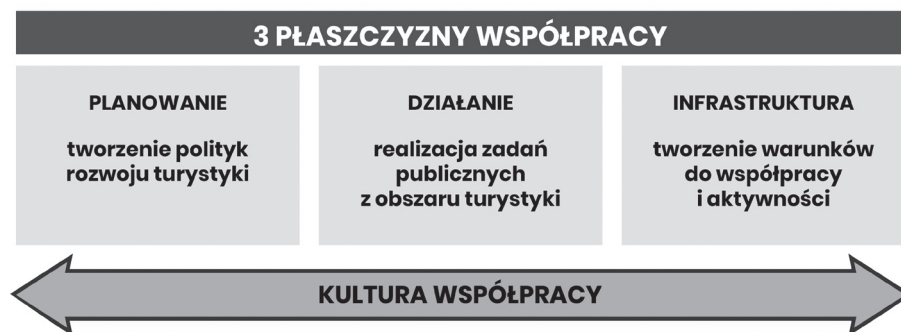 3 PŁASZCZYZNY WSPÓŁPRACY
PLANOWANIE
tworzenie polityk
rozwoju turystyki
DZIAŁANIE
realizacja zadań
publicznych
z obszaru turystyki
INFRASTRUKTURA
tworzenie warunków
do współpracy
i aktywności
KULTURA WSPÓŁPRACY